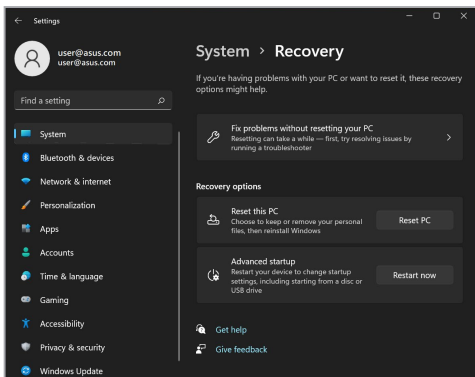 Settings
user@asus.com
user@asus.com
Find a setting
System
Bluetooth & devices
Network & internet
Personalization
Apps
Accounts
Time & language
Gaming
Accessibility
Privacy & security
Windows Update
System > Recovery
If you're having problems with your PC or want to reset it, these recovery
options might help.
Fix problems without resetting your PC
Resetting can take a while — first, try resolving issues by
running a troubleshooter
Recovery options
Reset this PC
Choose to keep or remove your personal
files, then reinstall Windows
Reset PC
Advanced startup
Restart your device to change startup
settings, including starting from a disc or
USB drive
Restart now
Get help
Give feedback